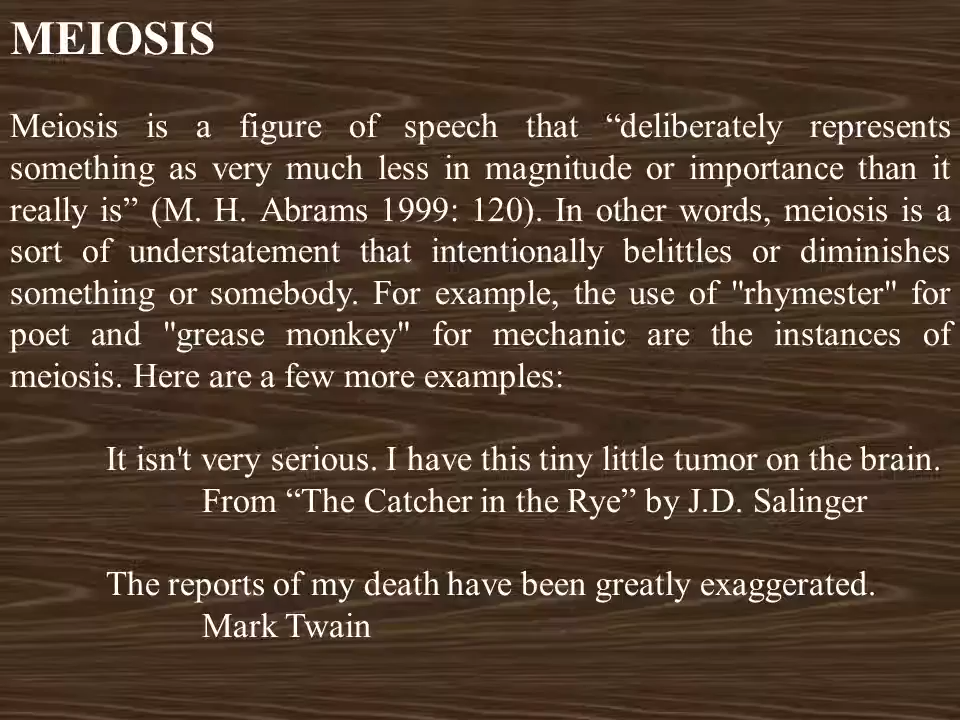 MEIOSIS
Meiosis is a figure of speech that “deliberately represents
something as very much less in magnitude or importance than it
really is” (M. H. Abrams 1999: 120). In other words, meiosis is a
sort of understatement that intentionally belittles or diminishes
something or somebody. For example, the use of "rhymester" for
poet and "grease monkey" for mechanic are the instances of
meiosis. Here are a few more examples:
It isn't very serious. I have this tiny little tumor on the brain.
From “The Catcher in the Rye” by J.D. Salinger
The reports of my death have been greatly exaggerated.
Mark Twain